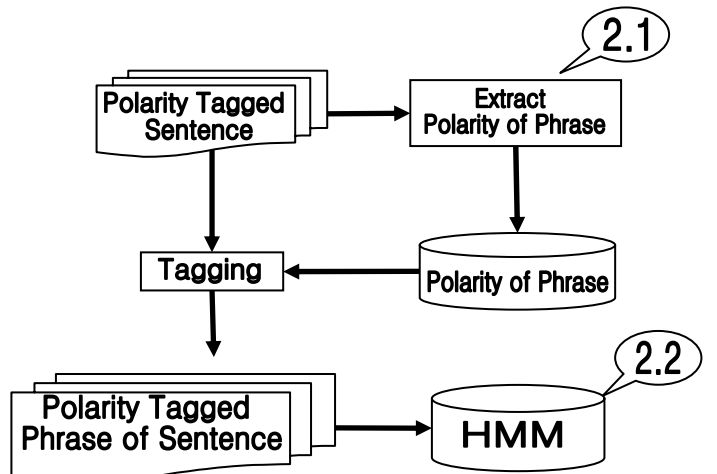 2.1
Polarity Tagged
Sentence
Extract
Polarity of Phrase
Tagging
Polarity of Phrase
2.2
Polarity Tagged
Phrase of Sentence
HMM